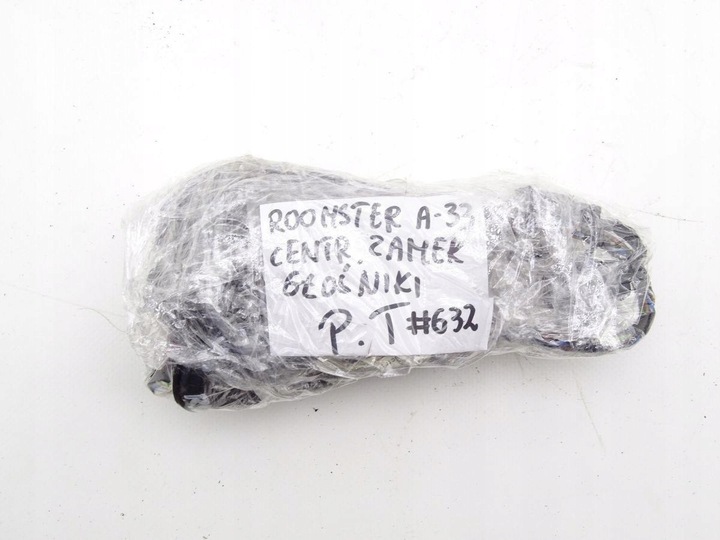 ROOMSTER A-33
CENTR. ZAMEK
GŁOŚNIKI
P.T #632